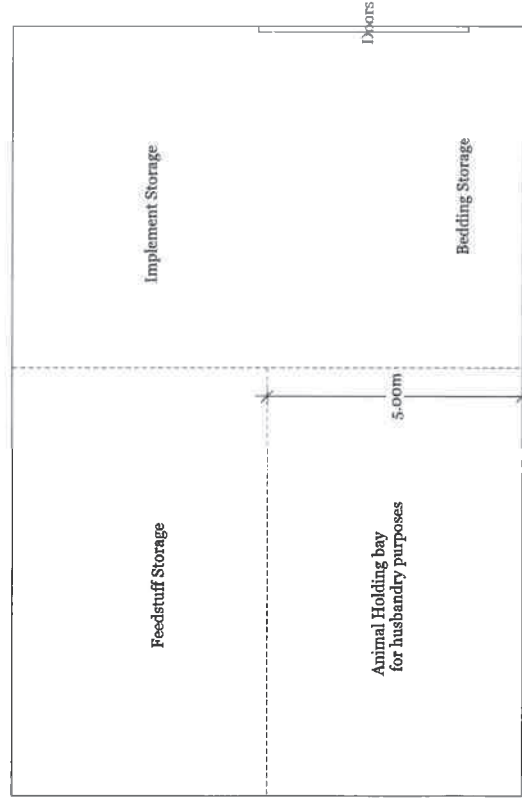 Doors
Implement Storage
Bedding Storage
5.00m
Feedstuff Storage
Animal Holding bay
for husbandry purposes